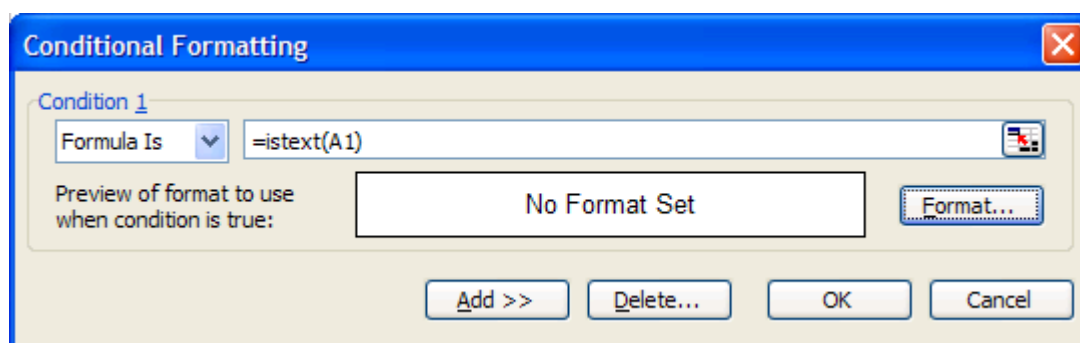 Conditional Formatting
Condition 1
Formula Is
=istext(A1)
Preview of format to use
when condition is true:
No Format Set
Format...
Add >>
Delete...
OK
Cancel